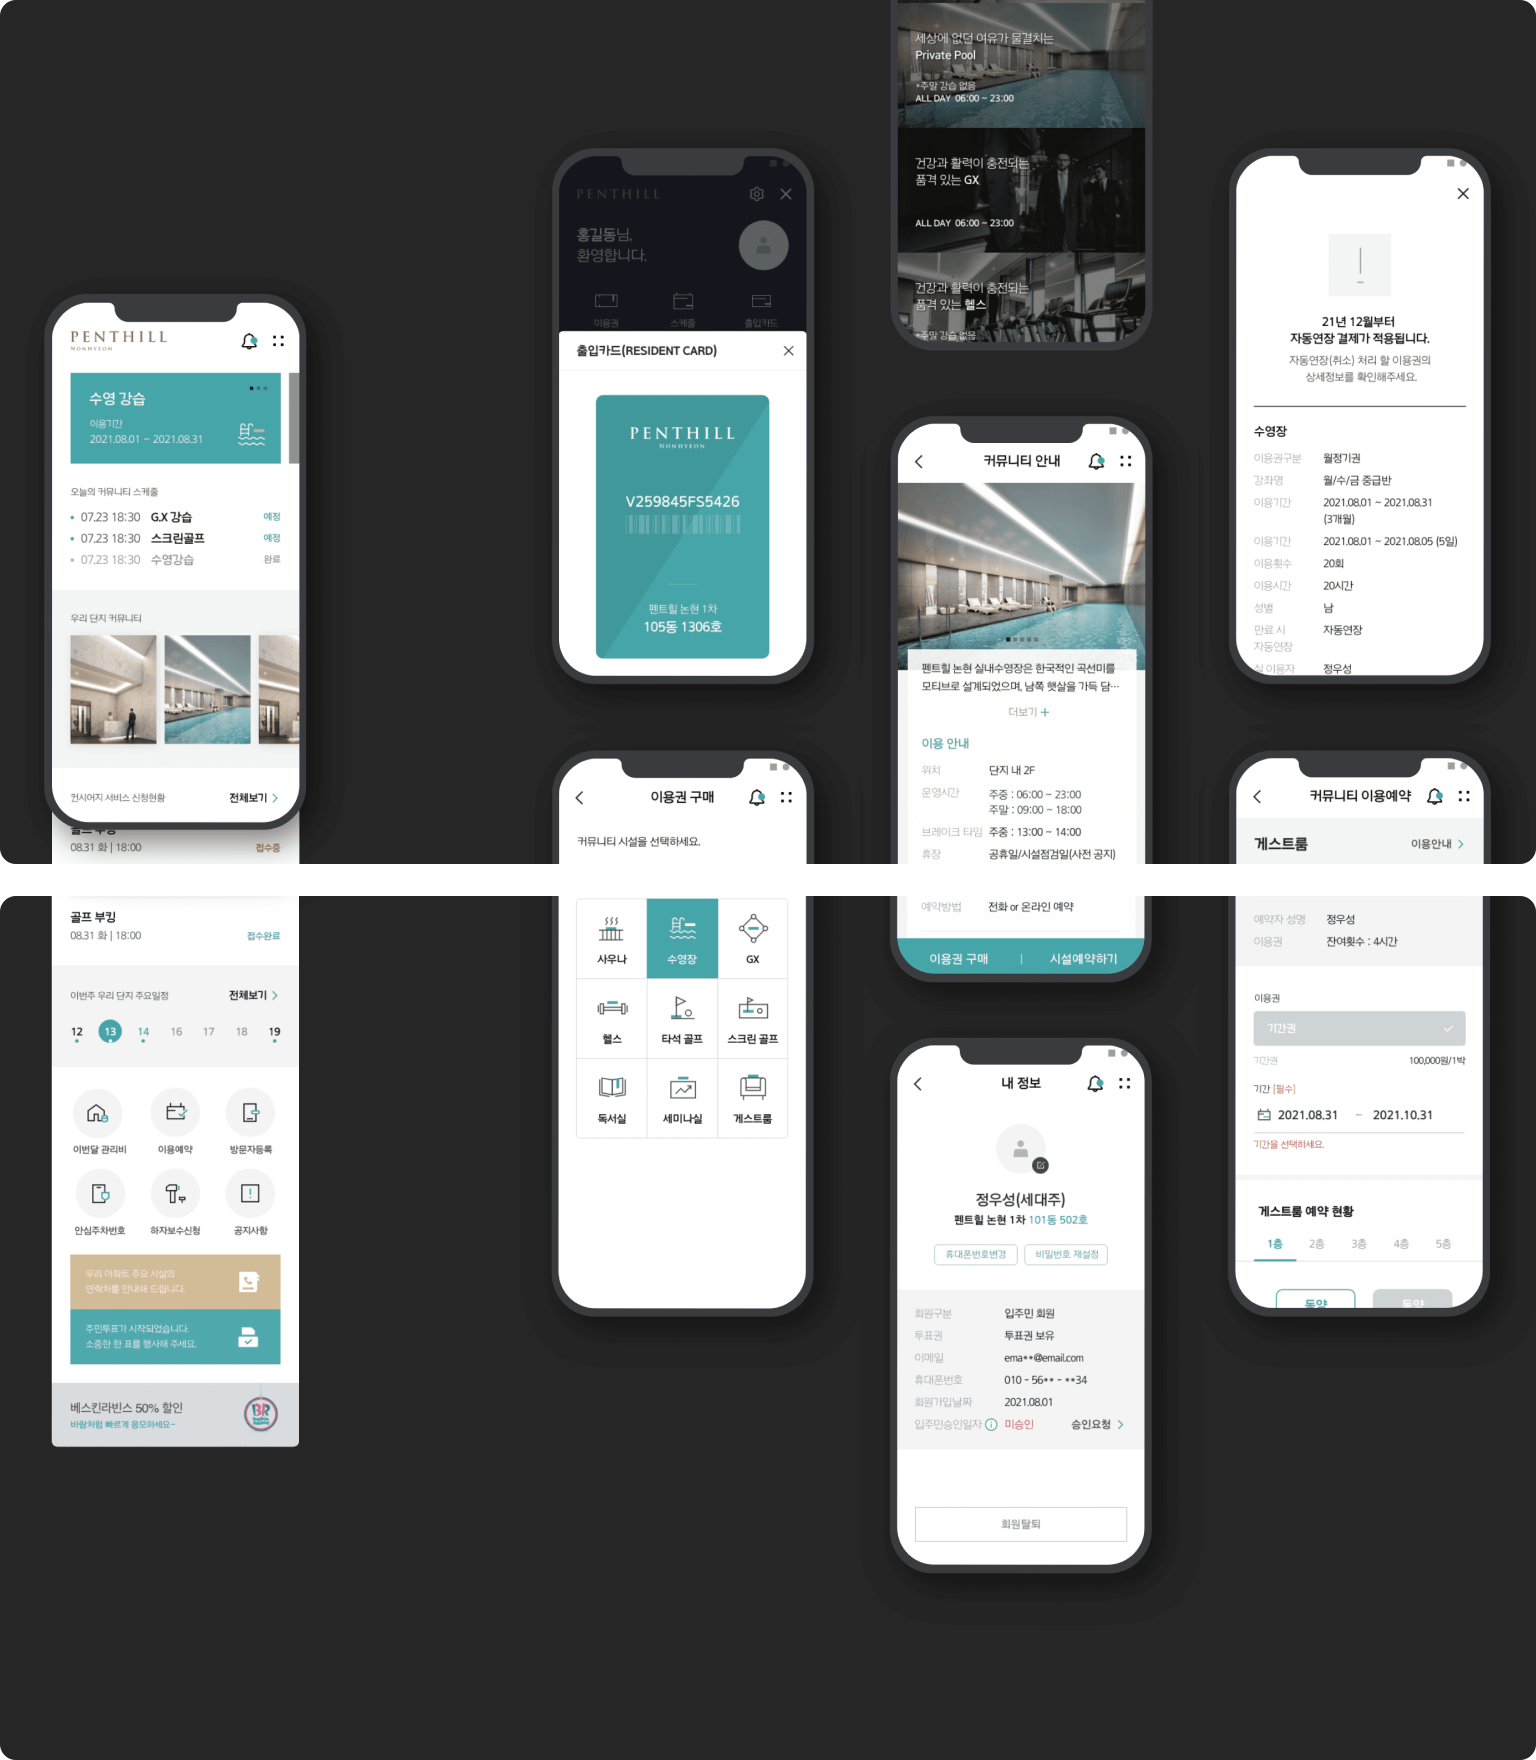 PENTHILL
NONHYEON
수영 강습
이용기간
2021.08.01 ~ 2021.08.31
오늘의 커뮤니티 스케줄
07.23 18:30 G.X 강습 예정
07.23 18:30 스크린골프 예정
07.23 18:30 수영강습 완료
우리 단지 커뮤니티
컨시어지 서비스 신청현황 전체보기
골프 부킹
08.31 화 | 18:00 접수중
골프 부킹
08.31 화 | 18:00 접수완료
이번주 우리 단지 주요일정 전체보기
12 13 14 16 17 18 19
이번달 관리비 이용예약 방문자등록
안심주차번호 하자보수신청 공지사항
우리 아파트 주요 시설의
연락처를 안내해 드립니다.
주민투표가 시작되었습니다.
소중한 한 표를 행사해 주세요.
베스킨라빈스 50% 할인
바람처럼 빠르게 응모하세요~
BR
PENTHILL
홍길동님,
환영합니다.
이용권 스케줄 출입카드
출입카드(RESIDENT CARD)
PENTHILL
NONHYEON
V259845FS5426
펜트힐 논현 1차
105동 1306호
이용권 구매
커뮤니티 시설을 선택하세요.
사우나 수영장 GX
헬스 타석 골프 스크린 골프
독서실 세미나실 게스트룸
세상에 없던 여유가 물결치는
Private Pool
*주말 강습 없음
ALL DAY 06:00 ~ 23:00
건강과 활력이 충전되는
품격 있는 GX
ALL DAY 06:00 ~ 23:00
건강과 활력이 충전되는
품격 있는 헬스
*주말 강습 없음
커뮤니티 안내
펜트힐 논현 실내수영장은 한국적인 곡선미를
모티브로 설계되었으며, 남쪽 햇살을 가득 담…
더보기 +
이용 안내
위치 단지 내 2F
운영시간 주중 : 06:00 ~ 23:00
주말 : 09:00 ~ 18:00
브레이크 타임 주중 : 13:00 ~ 14:00
휴장 공휴일/시설점검일(사전 공지)
예약방법 전화 or 온라인 예약
이용권 구매 | 시설예약하기
내 정보
정우성(세대주)
펜트힐 논현 1차 101동 502호
휴대폰번호변경 비밀번호 재설정
회원구분 입주민 회원
투표권 투표권 보유
이메일 ema**@email.com
휴대폰번호 010 - 56** - **34
회원가입날짜 2021.08.01
입주민승인일자 미승인 승인요청
회원탈퇴
21년 12월부터
자동연장 결제가 적용됩니다.
자동연장(취소) 처리 할 이용권의
상세정보를 확인해주세요.
수영장
이용권구분 월정기권
강좌명 월/수/금 중급반
이용기간 2021.08.01 ~ 2021.08.31
(3개월)
이용기간 2021.08.01 ~ 2021.08.05 (5일)
이용횟수 20회
이용시간 20시간
성별 남
만료 시 자동연장
자동연장
실 이용자 정우성
커뮤니티 이용예약
게스트룸 이용안내
예약자 성명 정우성
이용권 잔여횟수 : 4시간
이용권
기간권
기간권 100,000원/1박
기간 [필수]
2021.08.31 ~ 2021.10.31
기간을 선택하세요.
게스트룸 예약 현황
1층 2층 3층 4층 5층
동양 동양